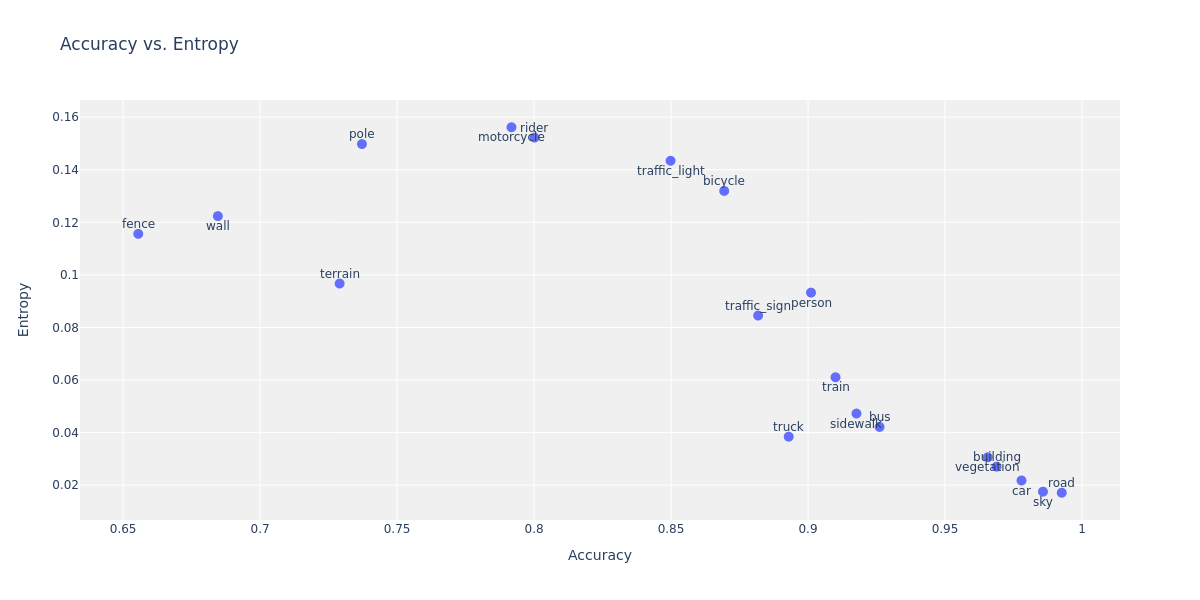 Accuracy vs. Entropy
0.16
rider
motorcycle
pole
0.14
traffic_light
bicycle
0.12
fence
wall
0.1
terrain
person
traffic_sign
0.08
Entropy
0.06
train
bus
sidewalk
truck
0.04
building
vegetation
0.02
road
car
sky
0.65
0.7
0.75
0.8
0.85
0.9
0.95
1
Accuracy